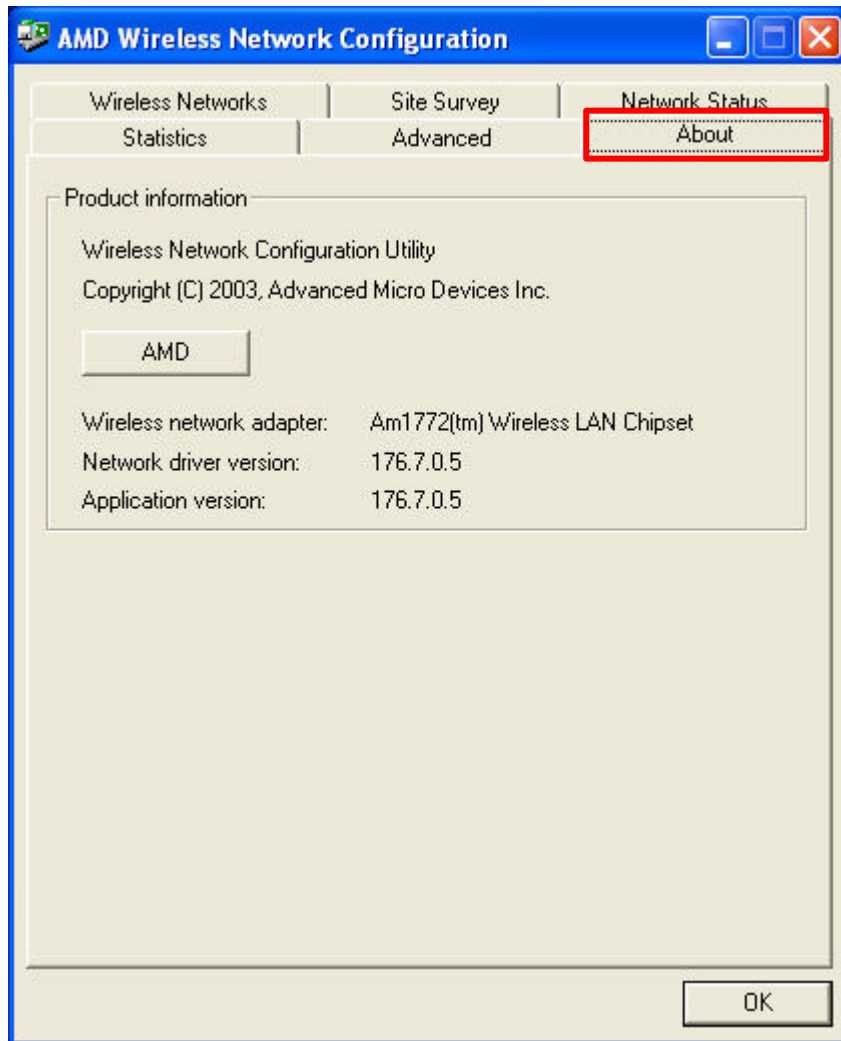 AMD Wireless Network Configuration
Wireless Networks Site Survey Network Status
Statistics Advanced About
Product information
Wireless Network Configuration Utility
Copyright (C) 2003, Advanced Micro Devices Inc.
AMD
Wireless network adapter: Am1772(tm) Wireless LAN Chipset
Network driver version: 176.7.0.5
Application version: 176.7.0.5
OK